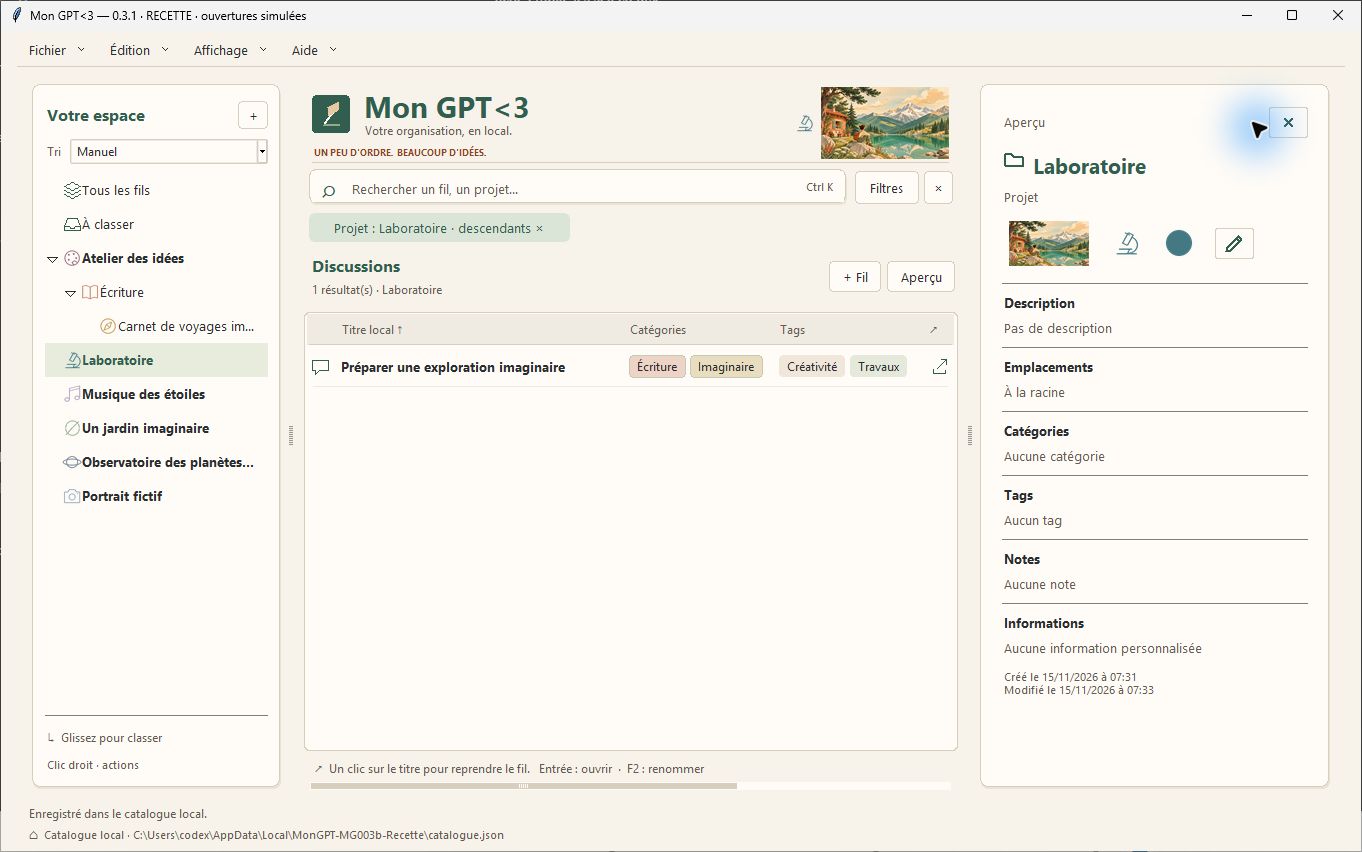 Mon GPT<3 — 0.3.1 · RECETTE · ouvertures simulées
Fichier Édition Affichage Aide
Votre espace
+
Tri Manuel
Tous les fils
À classer
Atelier des idées
Écriture
Carnet de voyages im...
Laboratoire
Musique des étoiles
Un jardin imaginaire
Observatoire des planètes...
Portrait fictif
Glissez pour classer
Clic droit · actions
Mon GPT<3
Votre organisation, en local.
UN PEU D'ORDRE. BEAUCOUP D'IDÉES.
Rechercher un fil, un projet... Ctrl K
Filtres ×
Projet : Laboratoire · descendants ×
Discussions
1 résultat(s) · Laboratoire
+ Fil Aperçu
Titre local ↑ Catégories Tags ↗
Préparer une exploration imaginaire Écriture Imaginaire Créativité Travaux
↗ Un clic sur le titre pour reprendre le fil. Entrée : ouvrir · F2 : renommer
Aperçu
Laboratoire
Projet
Description
Pas de description
Emplacements
À la racine
Catégories
Aucune catégorie
Tags
Aucun tag
Notes
Aucune note
Informations
Aucune information personnalisée
Créé le 15/11/2026 à 07:31
Modifié le 15/11/2026 à 07:33
Enregistré dans le catalogue local.
Catalogue local · C:\Users\codex\AppData\Local\MonGPT-MG003b-Recette\catalogue.json